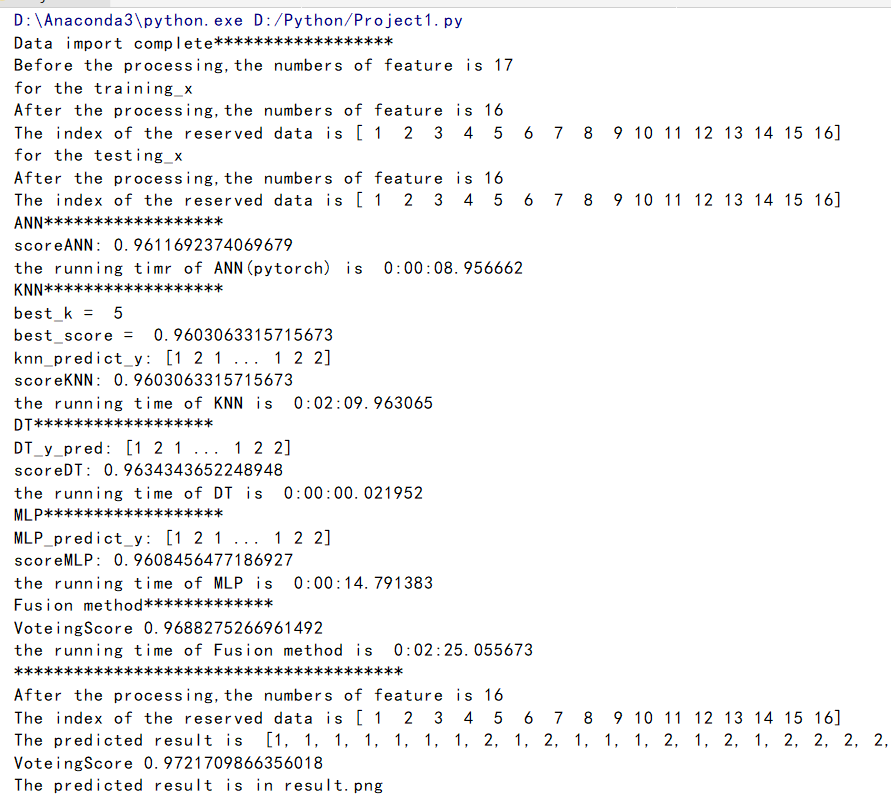 D:\Anaconda3\python.exe D:/Python/Project1.py
Data import complete******************
Before the processing,the numbers of feature is 17
for the training_x
After the processing,the numbers of feature is 16
The index of the reserved data is [ 1  2  3  4  5  6  7  8  9 10 11 12 13 14 15 16]
for the testing_x
After the processing,the numbers of feature is 16
The index of the reserved data is [ 1  2  3  4  5  6  7  8  9 10 11 12 13 14 15 16]
ANN******************
scoreANN: 0.9611692374069679
the running timr of ANN(pytorch) is  0:00:08.956662
KNN******************
best_k =  5
best_score =  0.9603063315715673
knn_predict_y: [1 2 1 ... 1 2 2]
scoreKNN: 0.9603063315715673
the running time of KNN is  0:02:09.963065
DT******************
DT_y_pred: [1 2 1 ... 1 2 2]
scoreDT: 0.9634343652248948
the running time of DT is  0:00:00.021952
MLP******************
MLP_predict_y: [1 2 1 ... 1 2 2]
scoreMLP: 0.9608456477186927
the running time of MLP is  0:00:14.791383
Fusion method*************
VoteingScore 0.9688275266961492
the running time of Fusion method is  0:02:25.055673
***************************************
After the processing,the numbers of feature is 16
The index of the reserved data is [ 1  2  3  4  5  6  7  8  9 10 11 12 13 14 15 16]
The predicted result is  [1, 1, 1, 1, 1, 1, 1, 2, 1, 2, 1, 1, 1, 2, 1, 2, 1, 2, 2, 2, 2,
VoteingScore 0.9721709866356018
The predicted result is in result.png